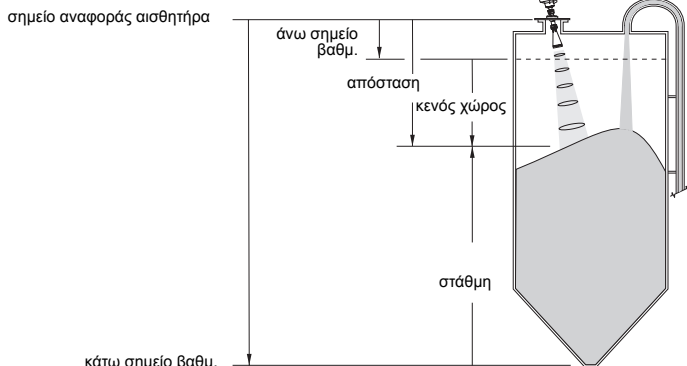 σημείο αναφοράς αισθητήρα
άνω σημείο
βαθμ.
απόσταση
κενός χώρος
στάθμη
κάτω σημείο βαθμ.